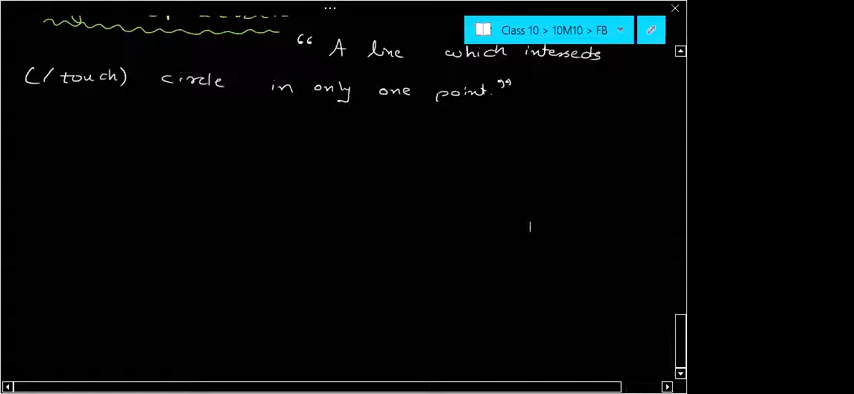 Class 10 > 10M10 > FB
“ A line which intersects
(/touch) circle in only one point.”